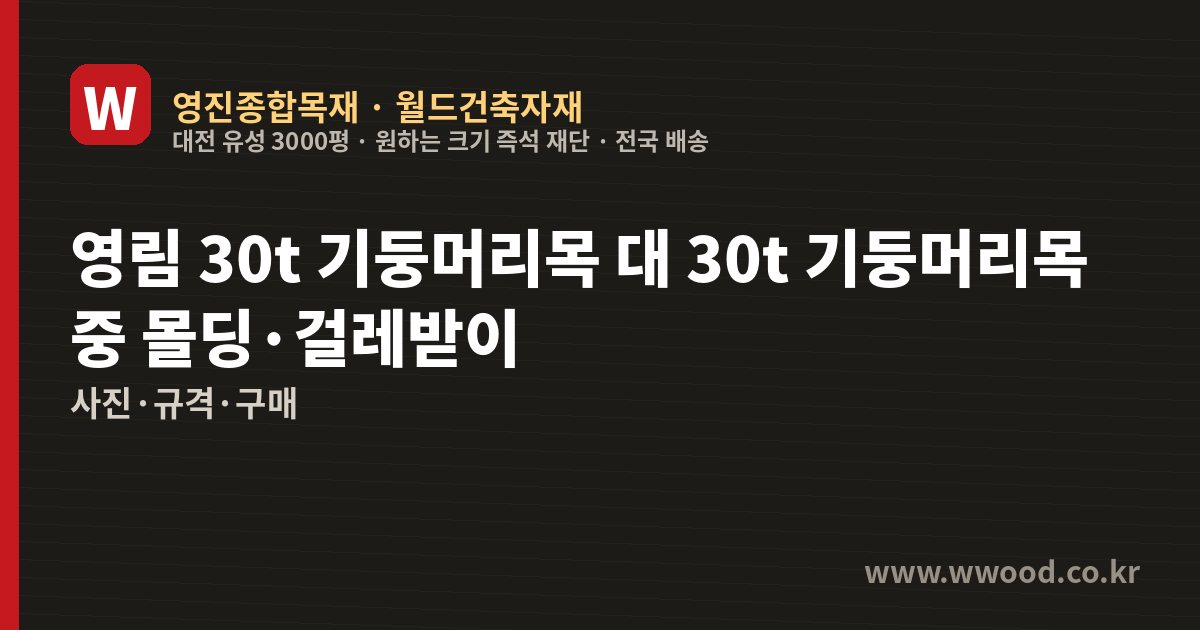 W
영진종합목재 · 월드건축자재
대전 유성 3000평 · 원하는 크기 즉석 재단 · 전국 배송
영림 30t 기둥머리목 대 30t 기둥머리목
중 몰딩·걸레받이
사진·규격·구매
www.wwood.co.kr